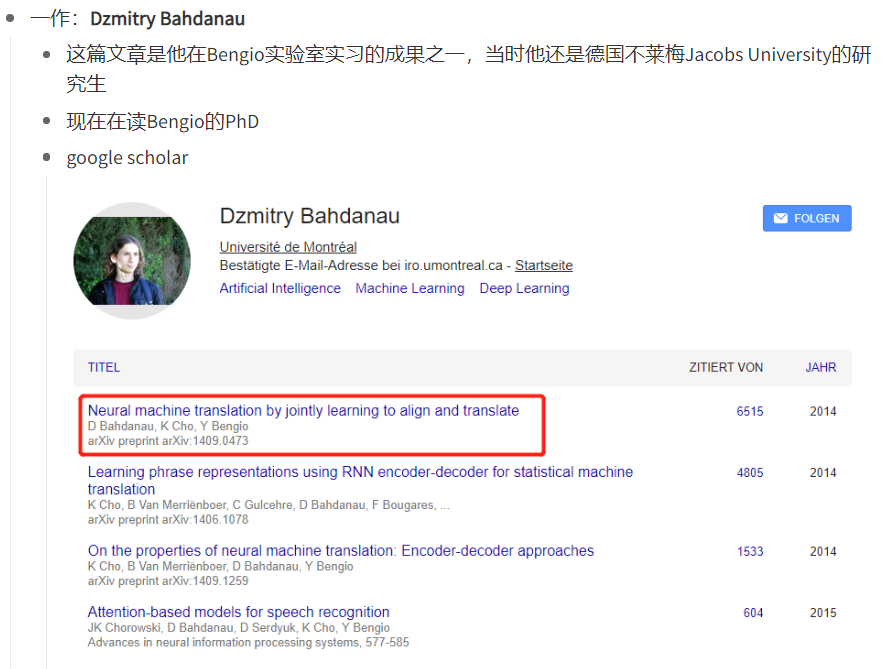 一作：Dzmitry Bahdanau
这篇文章是他在Bengio实验室实习的成果之一，当时他还是德国不莱梅Jacobs University的研
究生
现在在读Bengio的PhD
google scholar
Dzmitry Bahdanau
FOLGEN
Université de Montréal
Bestätigte E-Mail-Adresse bei iro.umontreal.ca - Startseite
Artificial Intelligence Machine Learning Deep Learning
TITEL ZITIERT VON JAHR
Neural machine translation by jointly learning to align and translate 6515 2014
D Bahdanau, K Cho, Y Bengio
arXiv preprint arXiv:1409.0473
Learning phrase representations using RNN encoder-decoder for statistical machine 4805 2014
translation
K Cho, B Van Merriënboer, C Gulcehre, D Bahdanau, F Bougares, ...
arXiv preprint arXiv:1406.1078
On the properties of neural machine translation: Encoder-decoder approaches 1533 2014
K Cho, B Van Merriënboer, D Bahdanau, Y Bengio
arXiv preprint arXiv:1409.1259
Attention-based models for speech recognition 604 2015
JK Chorowski, D Bahdanau, D Serdyuk, K Cho, Y Bengio
Advances in neural information processing systems, 577-585